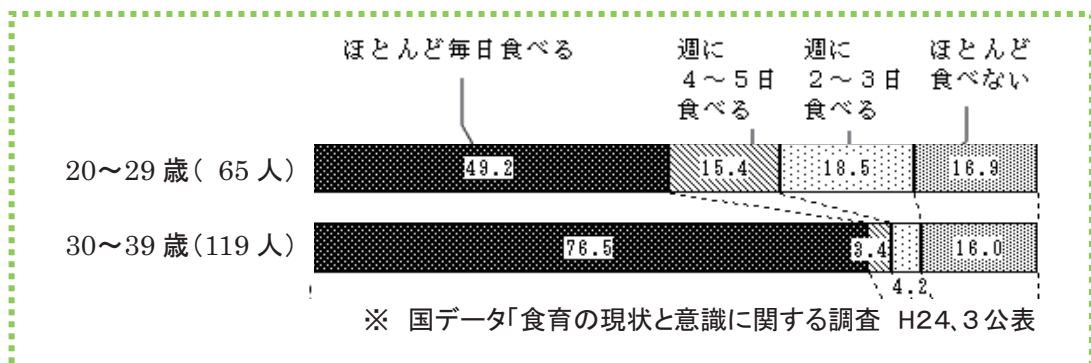 ほとんど毎日食べる
週に
4～5日
食べる
週に
2～3日
食べる
ほとんど
食べない
20～29 歳( 65 人)
49.2
15.4
18.5
16.9
30～39 歳(119 人)
76.5
3.4
4.2
16.0
※ 国データ「食育の現状と意識に関する調査 H24、3 公表